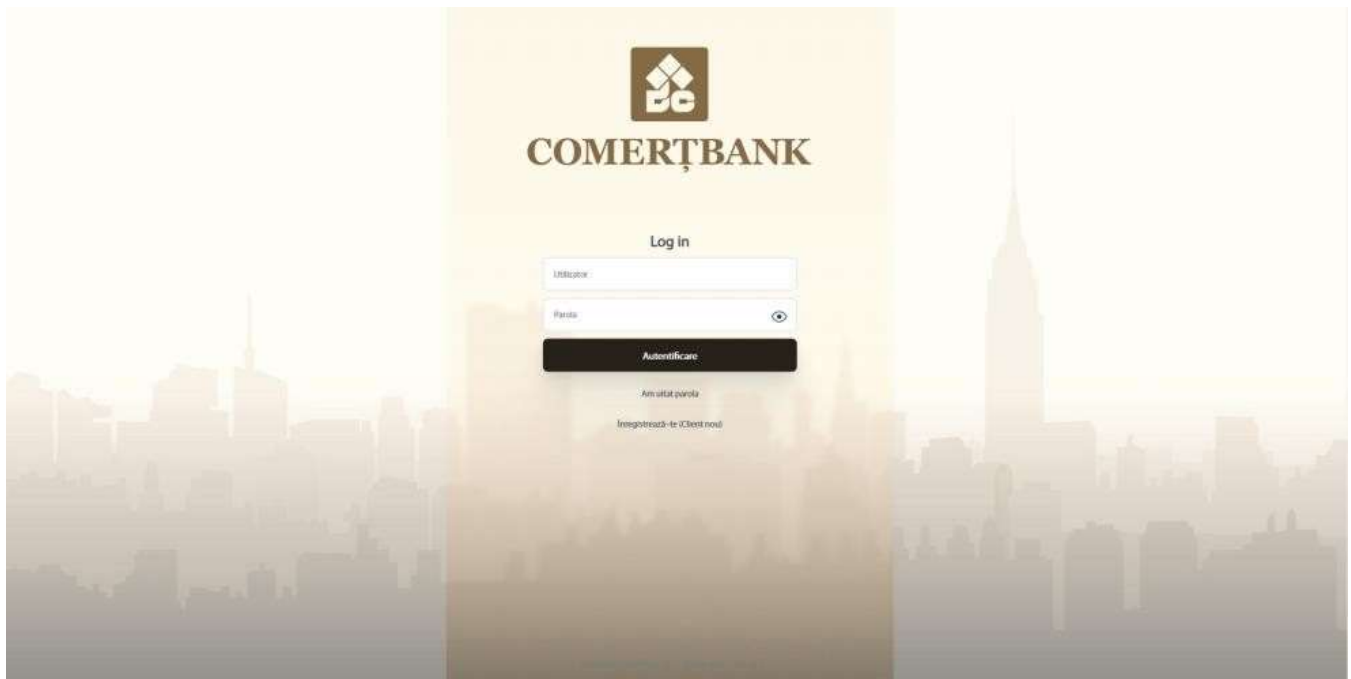 COMERȚBANK
Log in
Utilizator
Parola
Autentificare
Am uitat parola
Înregistrează-te (Client nou)